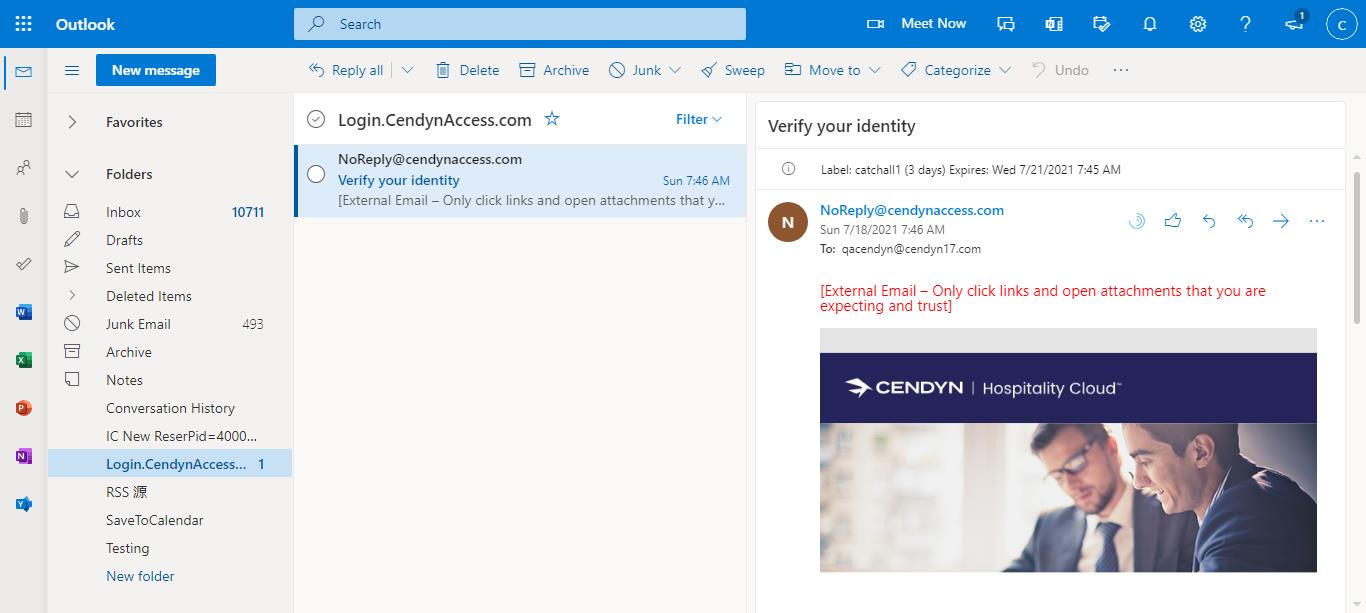 Outlook
Search
Meet Now
1
C
New message
Reply all
Delete
Archive
Junk
Sweep
Move to
Categorize
Undo
Favorites
Folders
Inbox 10711
Drafts
Sent Items
Deleted Items
Junk Email 493
Archive
Notes
Conversation History
IC New ReserPid=4000...
Login.CendynAccess... 1
RSS 源
SaveToCalendar
Testing
New folder
Login.CendynAccess.com
Filter
NoReply@cendynaccess.com
Verify your identity Sun 7:46 AM
[External Email – Only click links and open attachments that y...
Verify your identity
Label: catchall1 (3 days) Expires: Wed 7/21/2021 7:45 AM
N
NoReply@cendynaccess.com
Sun 7/18/2021 7:46 AM
To: qacendyn@cendyn17.com
[External Email – Only click links and open attachments that you are
expecting and trust]
CENDYN | Hospitality Cloud™